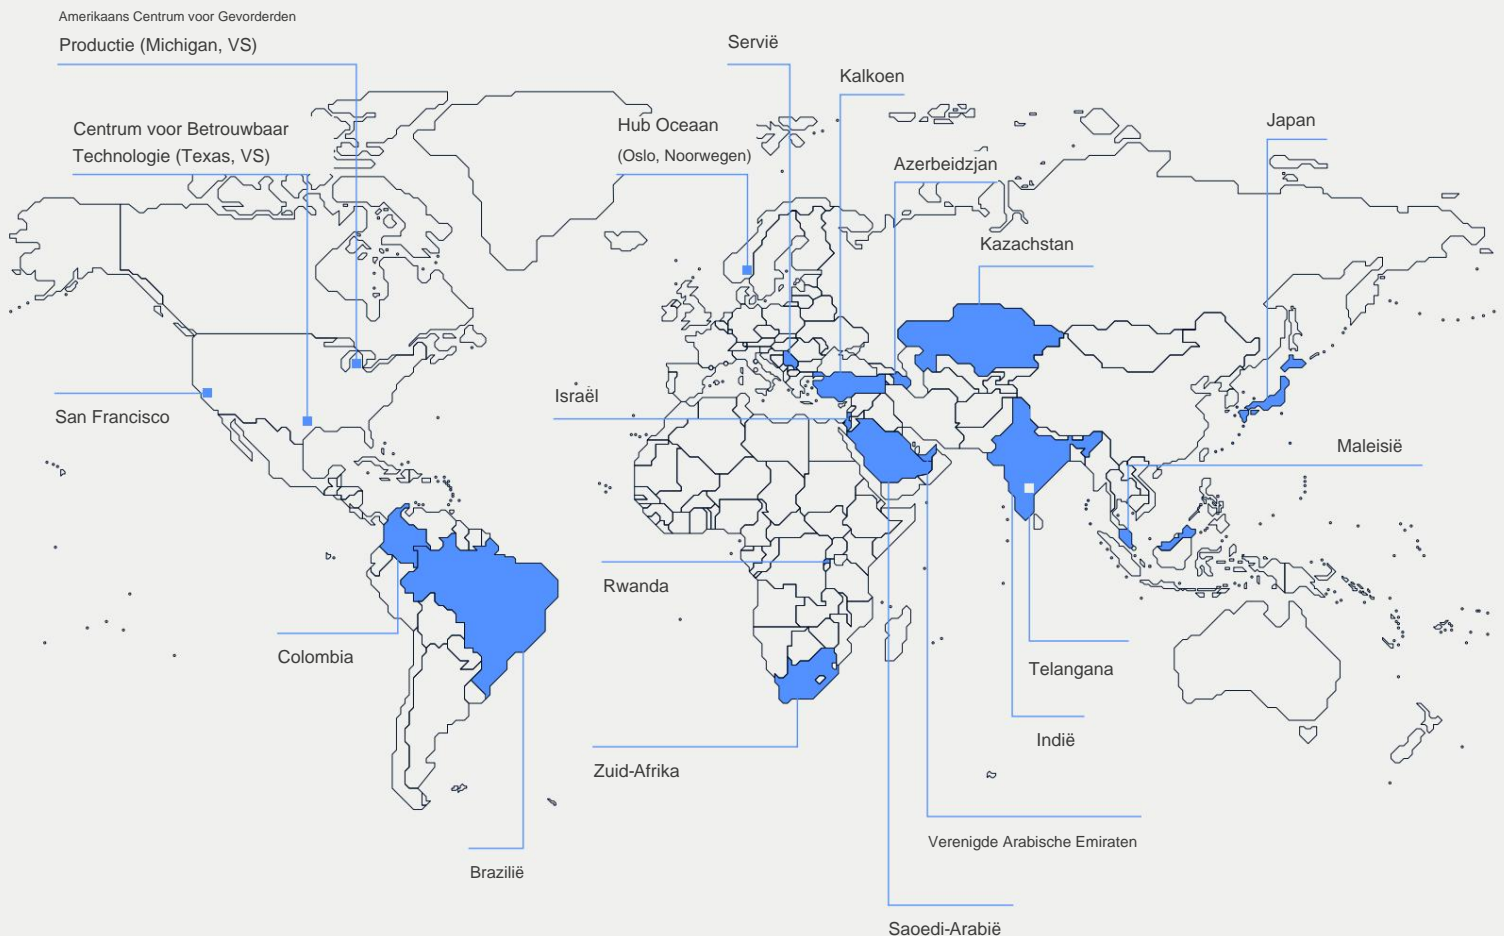 Amerikaans Centrum voor Gevorderden
Productie (Michigan, VS)
Servië
Kalkoen
Centrum voor Betrouwbaar
Technologie (Texas, VS)
Hub Oceaan
(Oslo, Noorwegen)
Japan
Azerbeidzjan
Kazachstan
Israël
San Francisco
Maleisië
Rwanda
Colombia
Telangana
Indië
Zuid-Afrika
Verenigde Arabische Emiraten
Brazilië
Saoedi-Arabië